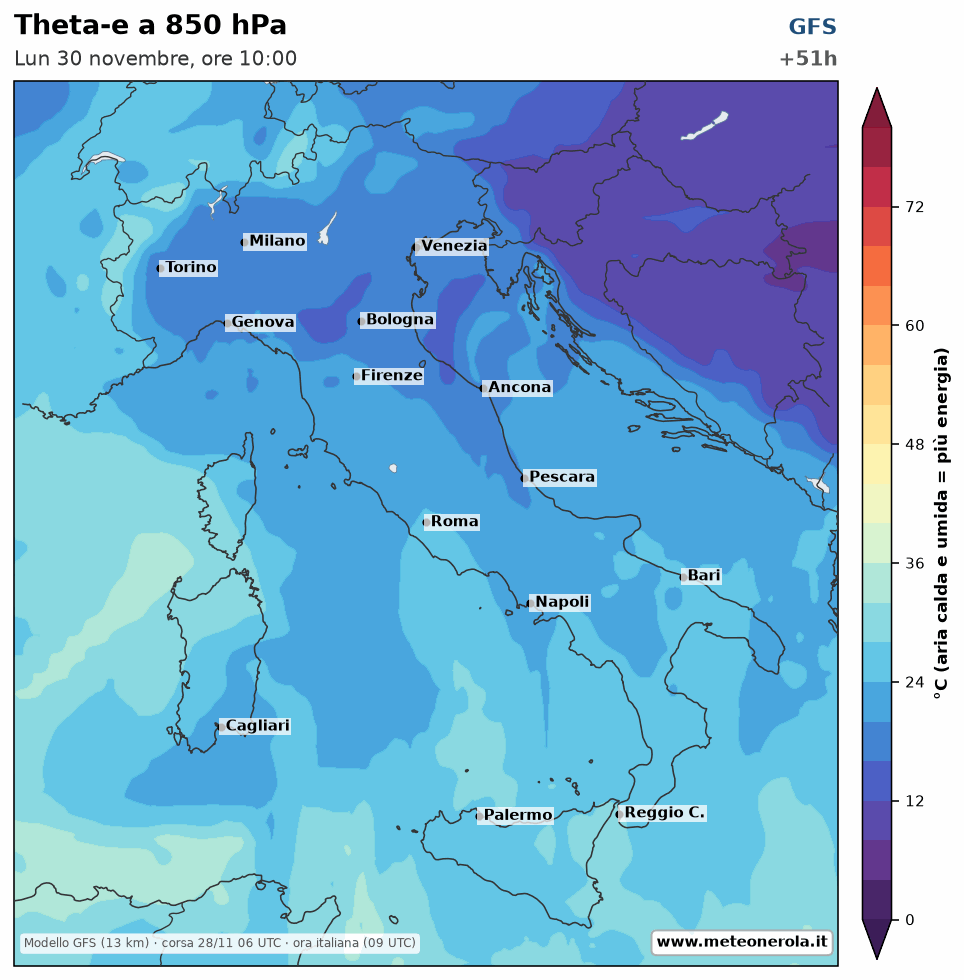 Theta-e a 850 hPa
GFS
Lun 30 novembre, ore 10:00
+51h
Milano
Venezia
Torino
Genova
Bologna
Firenze
Ancona
Pescara
Roma
Bari
Napoli
Cagliari
Palermo
Reggio C.
72
60
48
36
24
12
0
°C (aria calda e umida = più energia)
Modello GFS (13 km) · corsa 28/11 06 UTC · ora italiana (09 UTC)
www.meteonerola.it